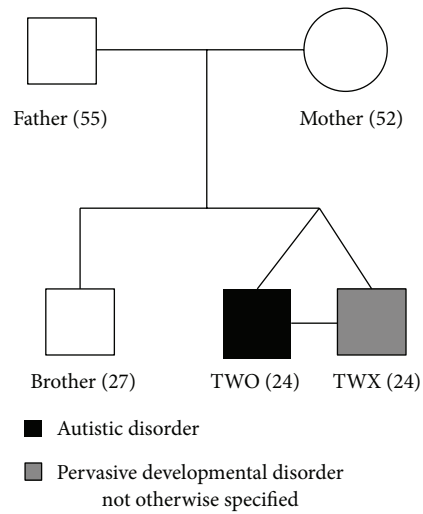 Father (55)
Mother (52)
Brother (27)
TWO (24)
TWX (24)
Autistic disorder
Pervasive developmental disorder
not otherwise specified